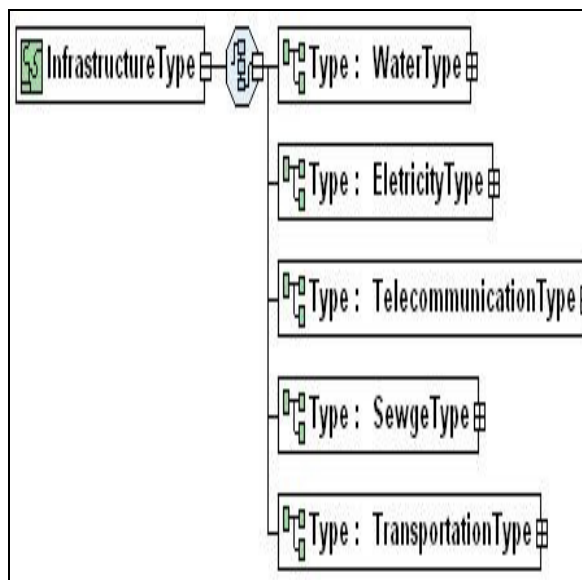 InfrastructureType
Type : WaterType
Type : EletricityType
Type : TelecommunicationType
Type : SewgeType
Type : TransportationType